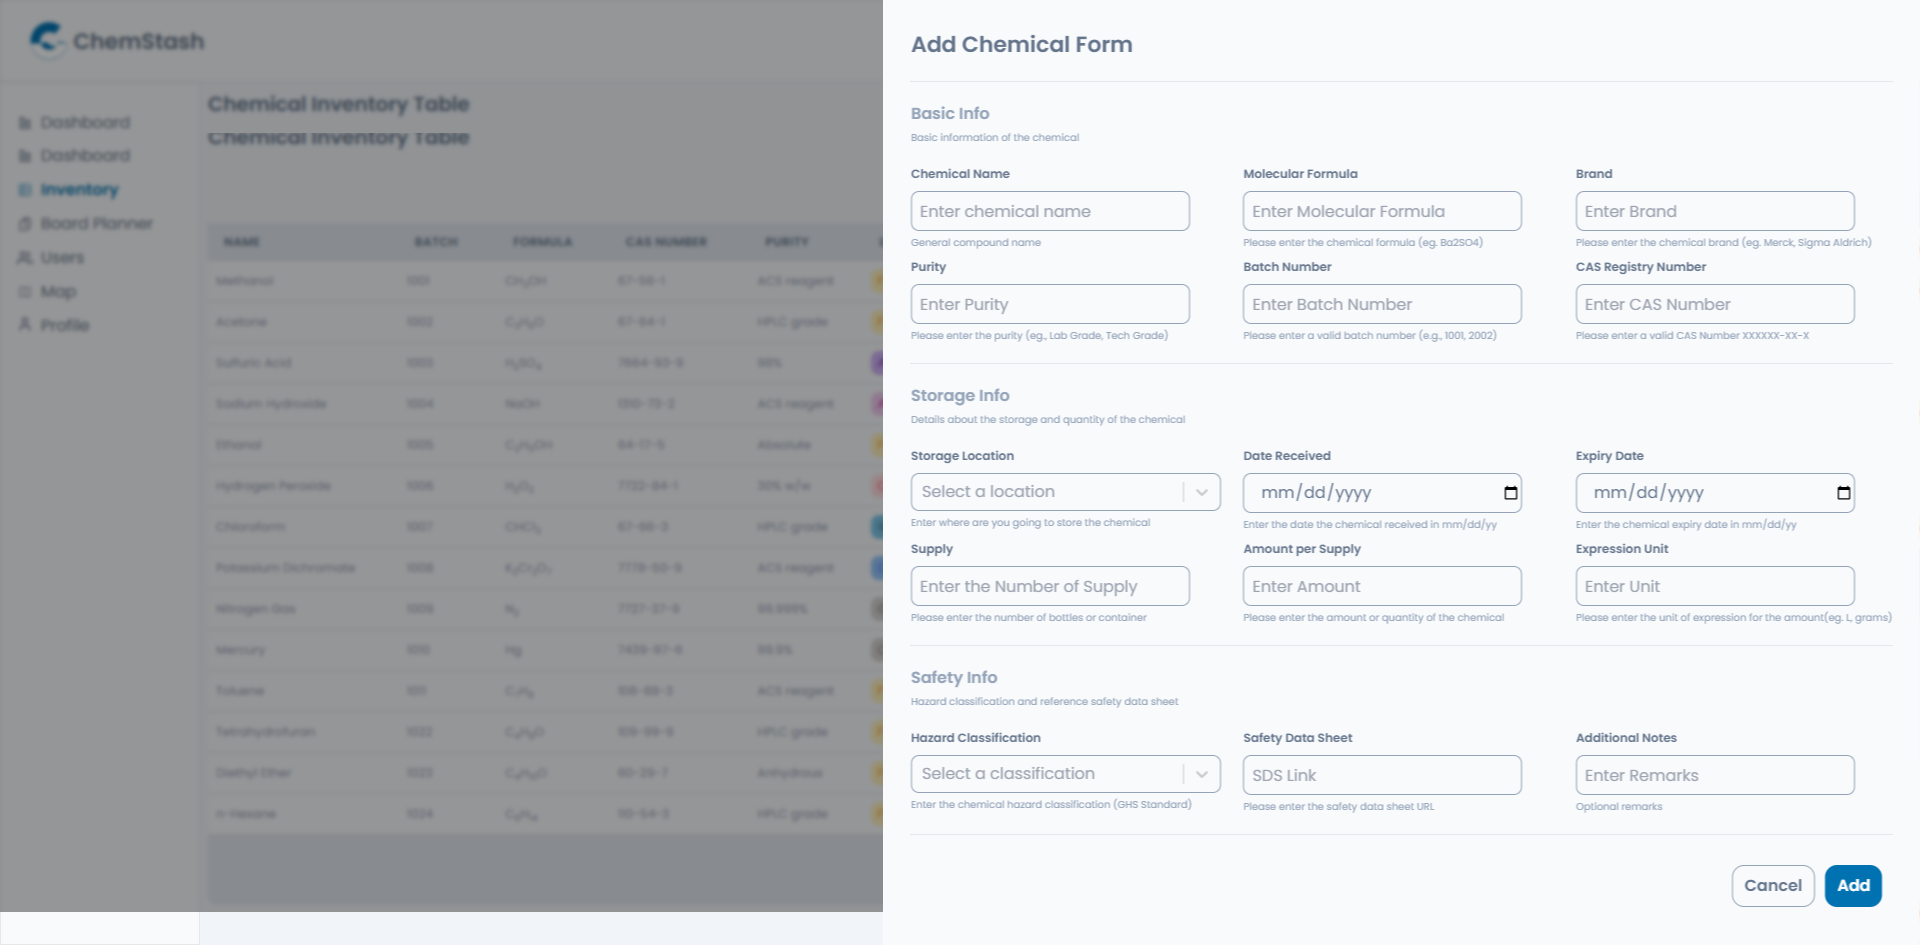 ChemStash
Dashboard
Dashboard
Inventory
Board Planner
Users
Map
Profile
Chemical Inventory Table
Chemical Inventory Table
NAME BATCH FORMULA CAS NUMBER PURITY
Methanol 1001 CH₃OH 67-56-1 ACS reagent
Acetone 1002 C₃H₆O 67-64-1 HPLC grade
Sulfuric Acid 1003 H₂SO₄ 7664-93-9 98%
Sodium Hydroxide 1004 NaOH 1310-73-2 ACS reagent
Ethanol 1005 C₂H₅OH 64-17-5 Absolute
Hydrogen Peroxide 1006 H₂O₂ 7722-84-1 30% w/w
Chloroform 1007 CHCl₃ 67-66-3 HPLC grade
Potassium Dichromate 1008 K₂Cr₂O₇ 7778-50-9 ACS reagent
Nitrogen Gas 1009 N₂ 7727-37-9 99.999%
Mercury 1010 Hg 7439-97-6 99.9%
Toluene 1011 C₇H₈ 108-88-3 ACS reagent
Tetrahydrofuran C₄H₈O 109-99-9 HPLC grade
Diethyl Ether 1023 C₄H₁₀O 60-29-7 Anhydrous
n-Hexane 1024 C₆H₁₄ 110-54-3 HPLC grade
Add Chemical Form
Basic Info
Basic information of the chemical
Chemical Name Molecular Formula Brand
Enter chemical name Enter Molecular Formula Enter Brand
General compound name Please enter the chemical formula (eg. Ba2SO4) Please enter the chemical brand (eg. Merck, Sigma Aldrich)
Purity Batch Number CAS Registry Number
Enter Purity Enter Batch Number Enter CAS Number
Please enter the purity (eg., Lab Grade, Tech Grade) Please enter a valid batch number (e.g., 1001, 2002) Please enter a valid CAS Number XXXXXX-XX-X
Storage Info
Details about the storage and quantity of the chemical
Storage Location Date Received Expiry Date
Select a location mm/dd/yyyy mm/dd/yyyy
Enter where are you going to store the chemical Enter the date the chemical received in mm/dd/yy Enter the chemical expiry date in mm/dd/yy
Supply Amount per Supply Expression Unit
Enter the Number of Supply Enter Amount Enter Unit
Please enter the number of bottles or container Please enter the amount or quantity of the chemical Please enter the unit of expression for the amount(eg. L, grams)
Safety Info
Hazard classification and reference safety data sheet
Hazard Classification Safety Data Sheet Additional Notes
Select a classification SDS Link Enter Remarks
Enter the chemical hazard classification (GHS Standard) Please enter the safety data sheet URL Optional remarks
Cancel Add